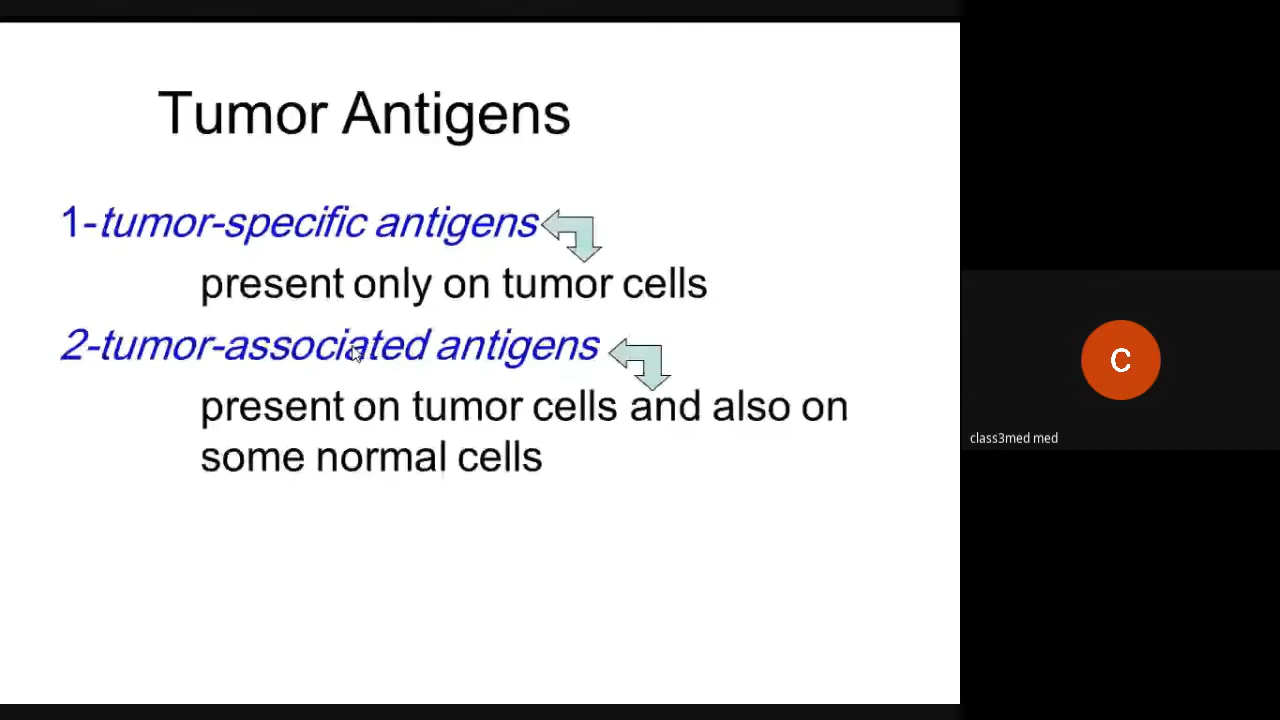 Tumor Antigens
1-tumor-specific antigens
present only on tumor cells
2-tumor-associated antigens
present on tumor cells and also on
some normal cells
C
class3med med